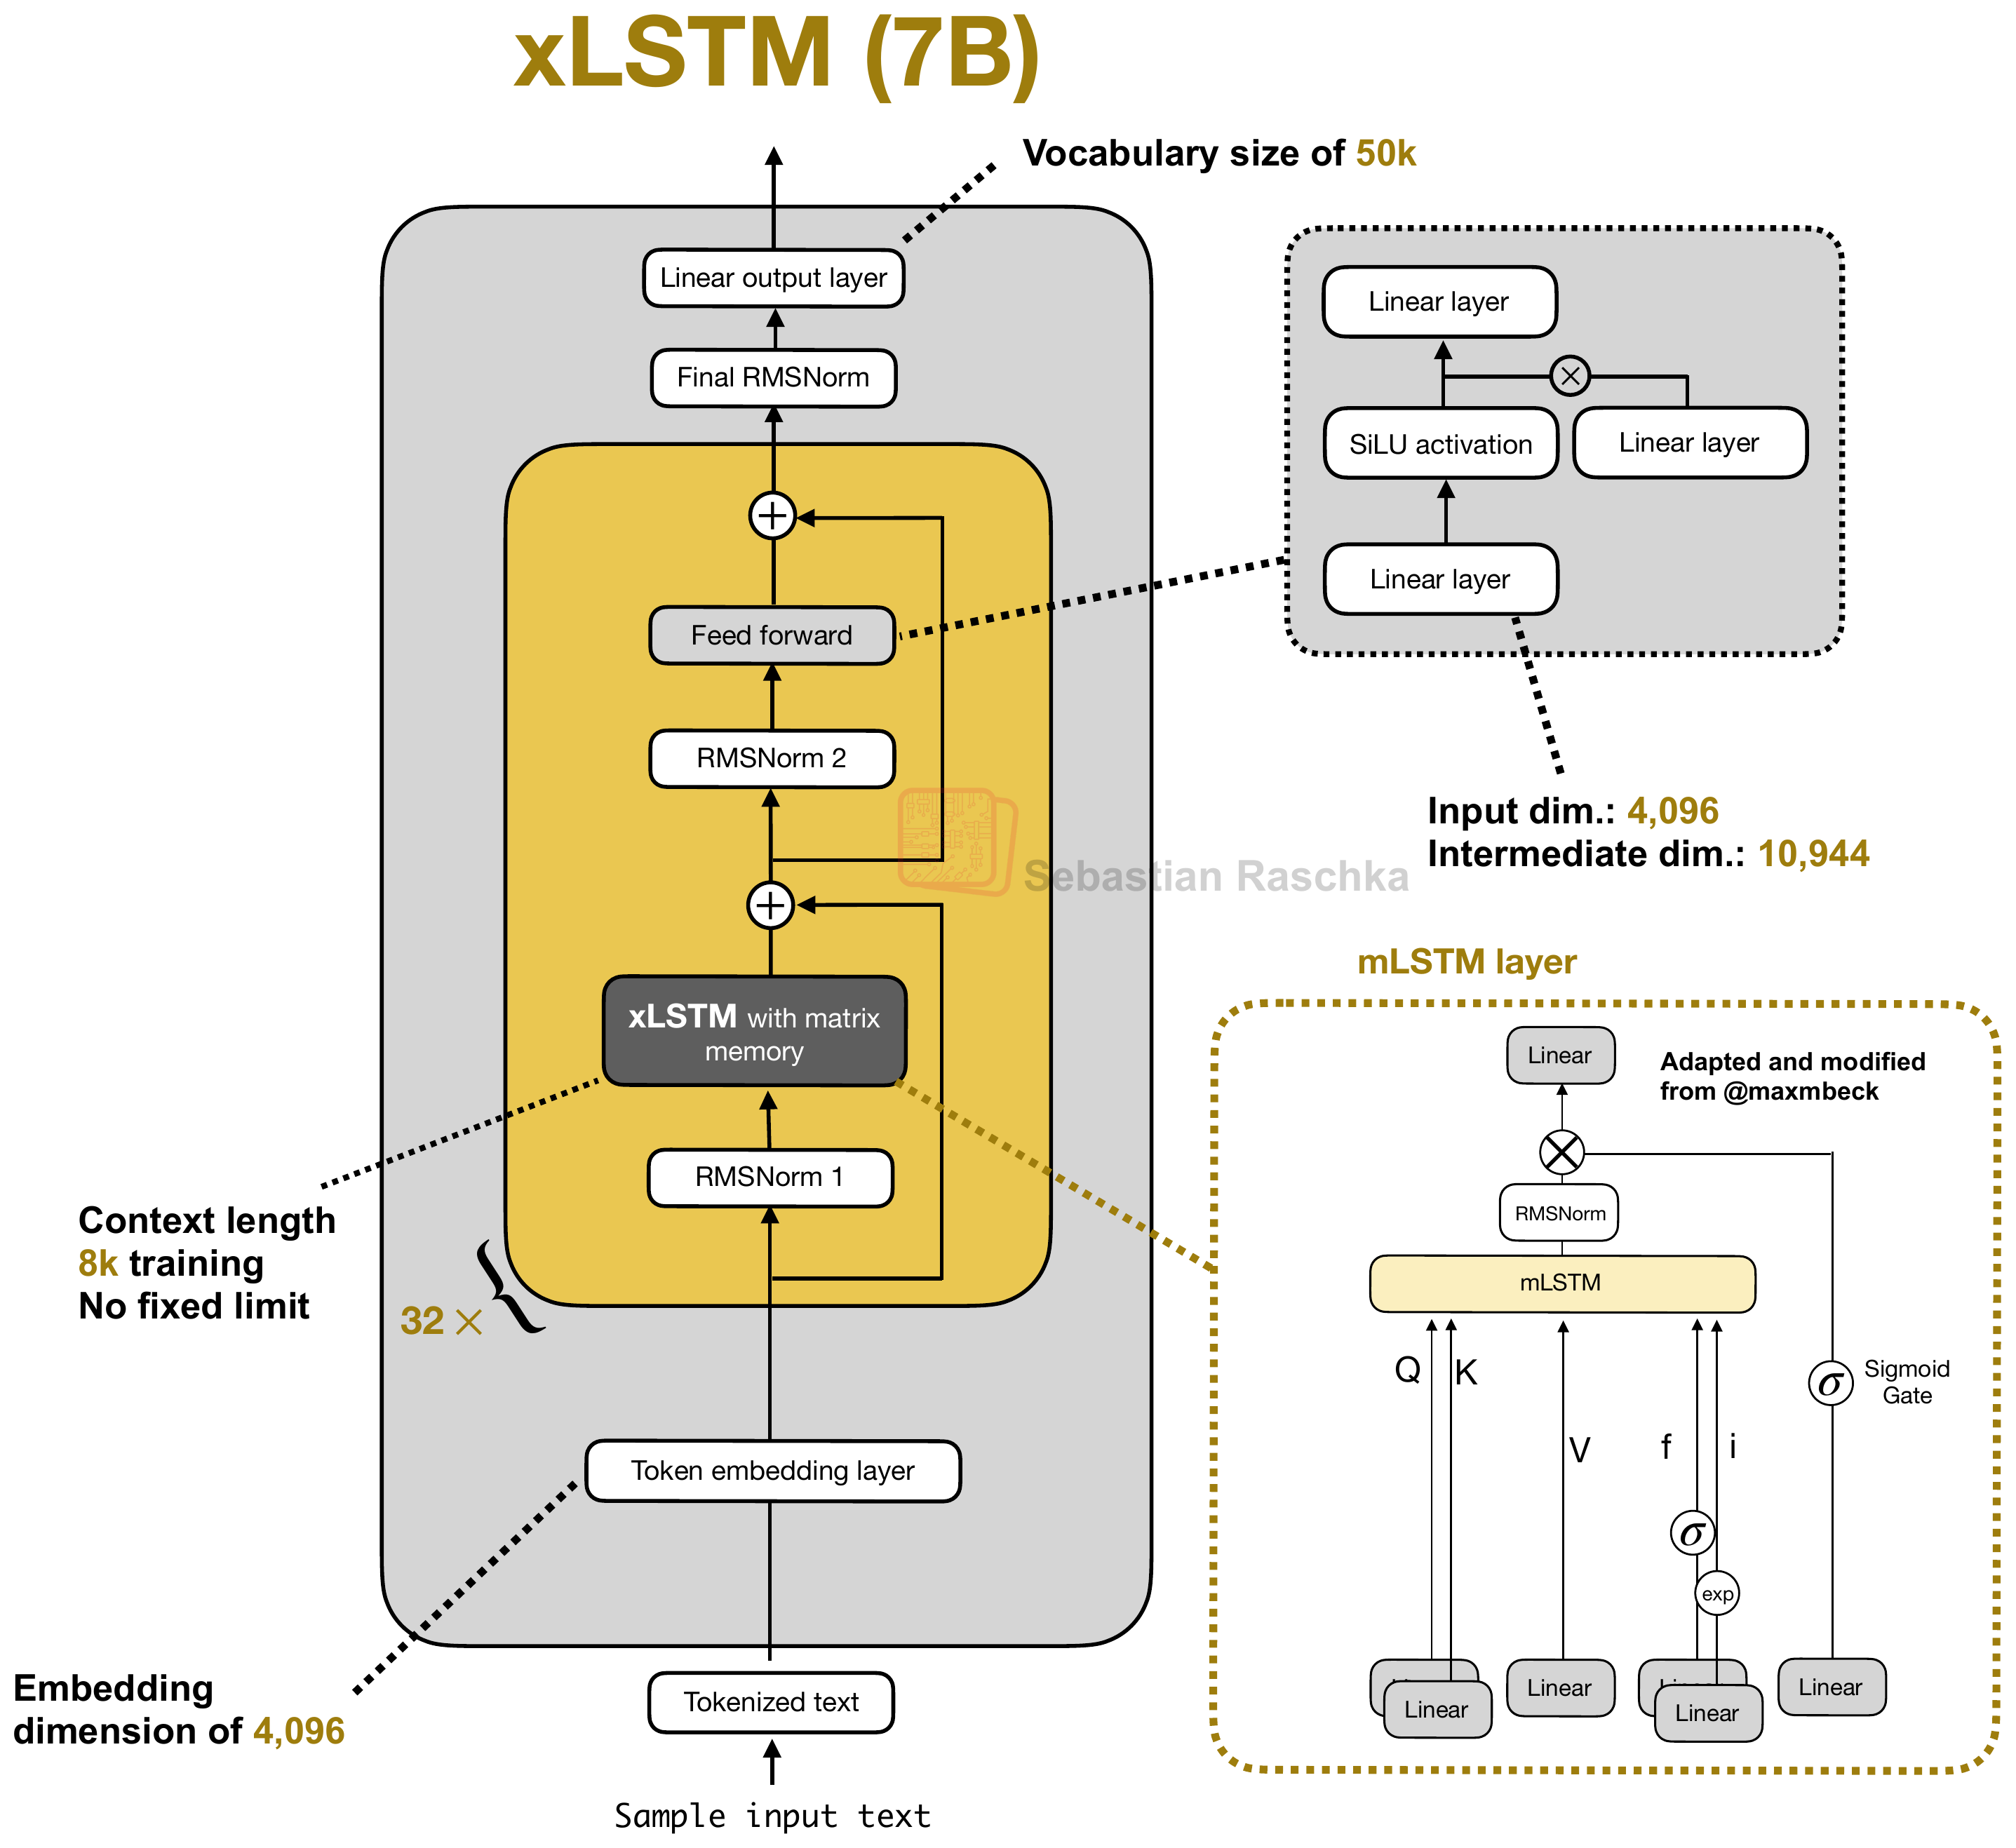 xLSTM (7B)
Vocabulary size of 50k
Linear output layer
Final RMSNorm
Feed forward
RMSNorm 2
xLSTM with matrix
memory
RMSNorm 1
32 ×
Context length
8k training
No fixed limit
Token embedding layer
Embedding
dimension of 4,096
Tokenized text
Sample input text
Linear layer
SiLU activation
Linear layer
Linear layer
Input dim.: 4,096
Intermediate dim.: 10,944
Sebastian Raschka
mLSTM layer
Linear
Adapted and modified
from @maxmbeck
RMSNorm
mLSTM
Q
K
V
f
i
σ
Sigmoid
Gate
σ
exp
Linear
Linear
Linear
Linear